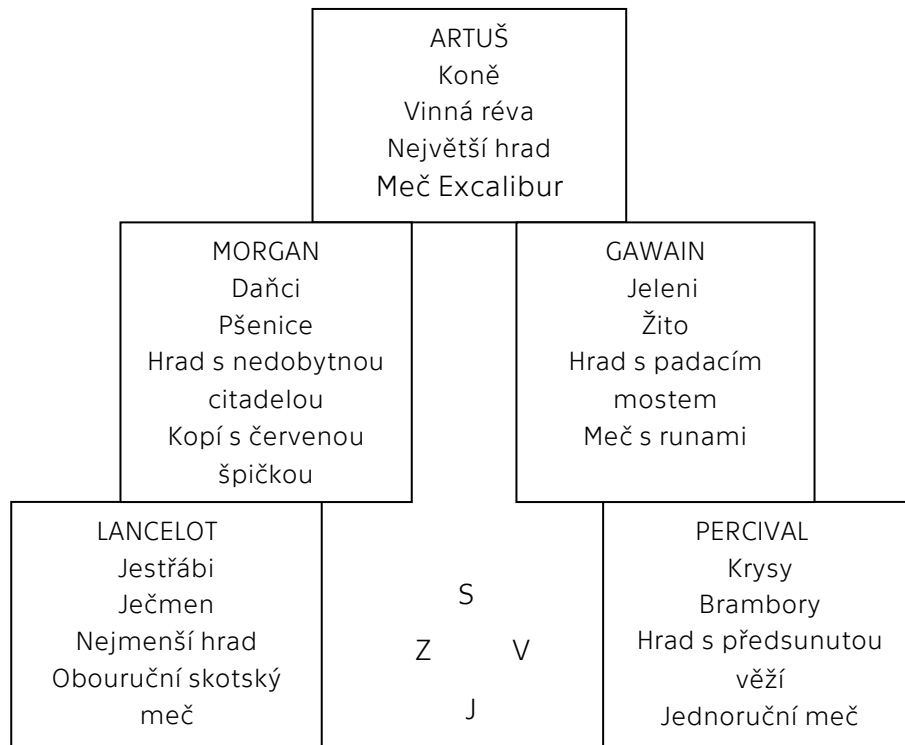 ARTUŠ
Koně
Vinná réva
Největší hrad
Meč Excalibur
MORGAN
Daňci
Pšenice
Hrad s nedobytnou
citadelou
Kopí s červenou
špičkou
GAWAIN
Jeleni
Žito
Hrad s padacím
mostem
Meč s runami
LANCELOT
Jestřábi
Ječmen
Nejmenší hrad
Obouruční skotský
meč
S
Z V
J
PERCIVAL
Krysy
Brambory
Hrad s předsunutou
věží
Jednoruční meč